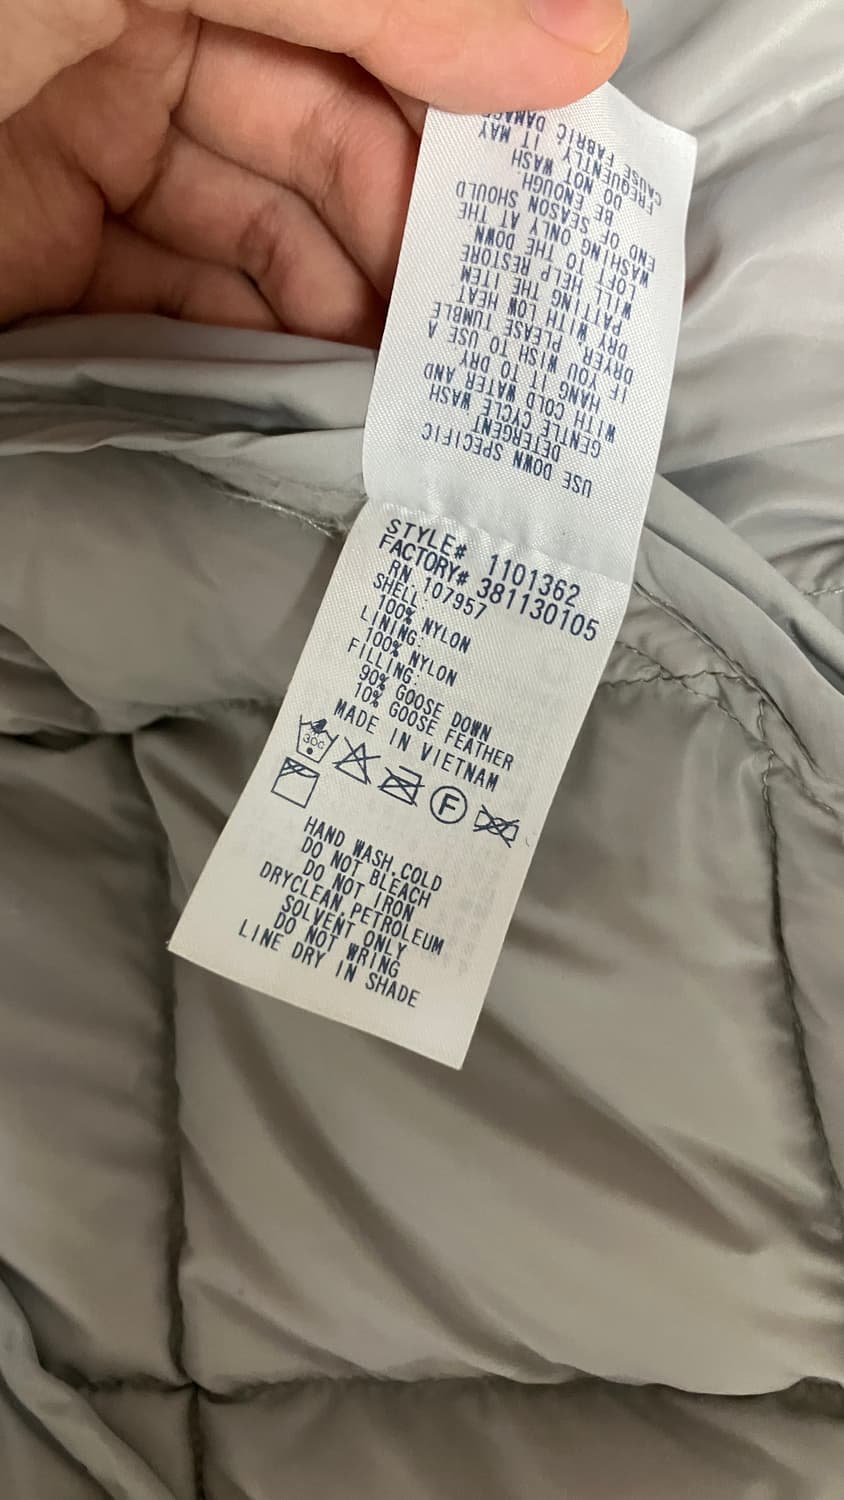 USE DOWN SPECIFIC
DETERGENT
GENTLE CYCLE WASH
WITH COLD WATER AND
HANG IT TO DRY
IF YOU WISH TO USE A
DRYER, PLEASE TUMBLE
DRY WITH LOW HEAT
PATTING THE ITEM
WILL HELP RESTORE
LOFT TO THE DOWN
WASHING ONLY AT THE
END OF SEASON SHOULD
BE ENOUGH.
DO NOT WASH
FREQUENTLY IT MAY
CAUSE FABRIC DAMAGE
STYLE# 1101362
FACTORY# 381130105
RN 107957
SHELL:
100% NYLON
LINING:
100% NYLON
FILLING:
90% GOOSE DOWN
10% GOOSE FEATHER
MADE IN VIETNAM
30C F
HAND WASH COLD
DO NOT BLEACH
DO NOT IRON
DRYCLEAN, PETROLEUM
SOLVENT ONLY
DO NOT WRING
LINE DRY IN SHADE